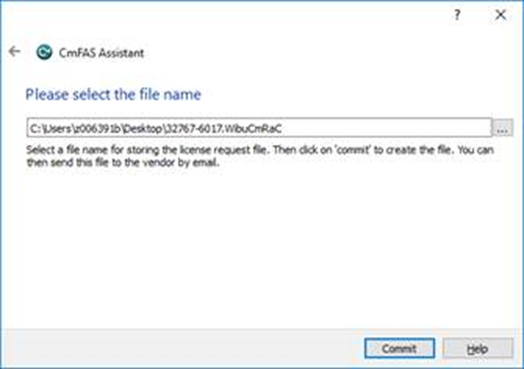 ?
CmFAS Assistant
Please select the file name
C:\Users\z006391b\Desktop\32767-6017.WibuCmRaC
...
Select a file name for storing the license request file. Then click on 'commit' to create the file. You can
then send this file to the vendor by email.
Commit
Help